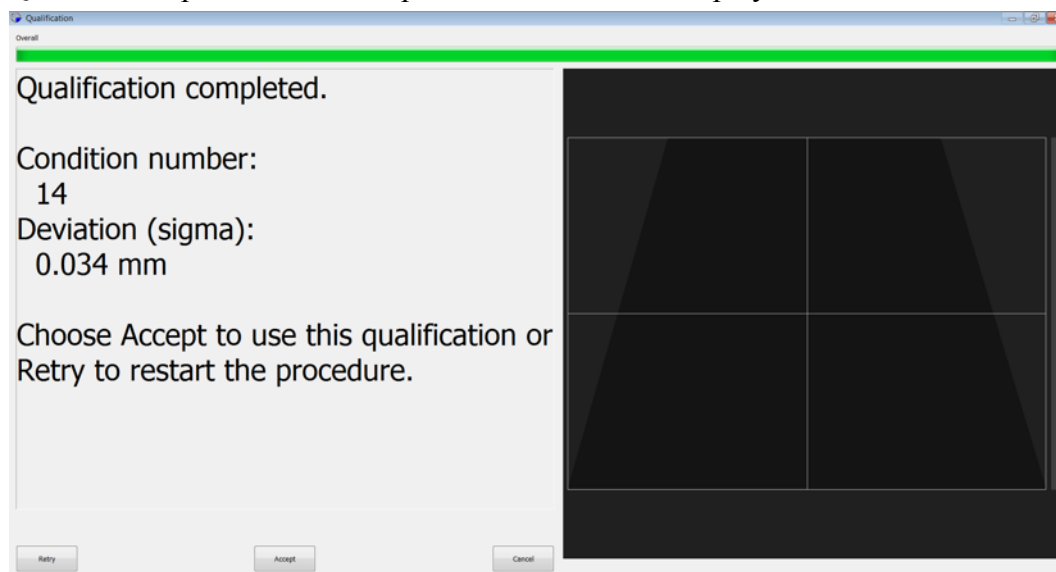 Qualification
Overall
Qualification completed.
Condition number:
14
Deviation (sigma):
0.034 mm
Choose Accept to use this qualification or
Retry to restart the procedure.
Retry Accept Cancel